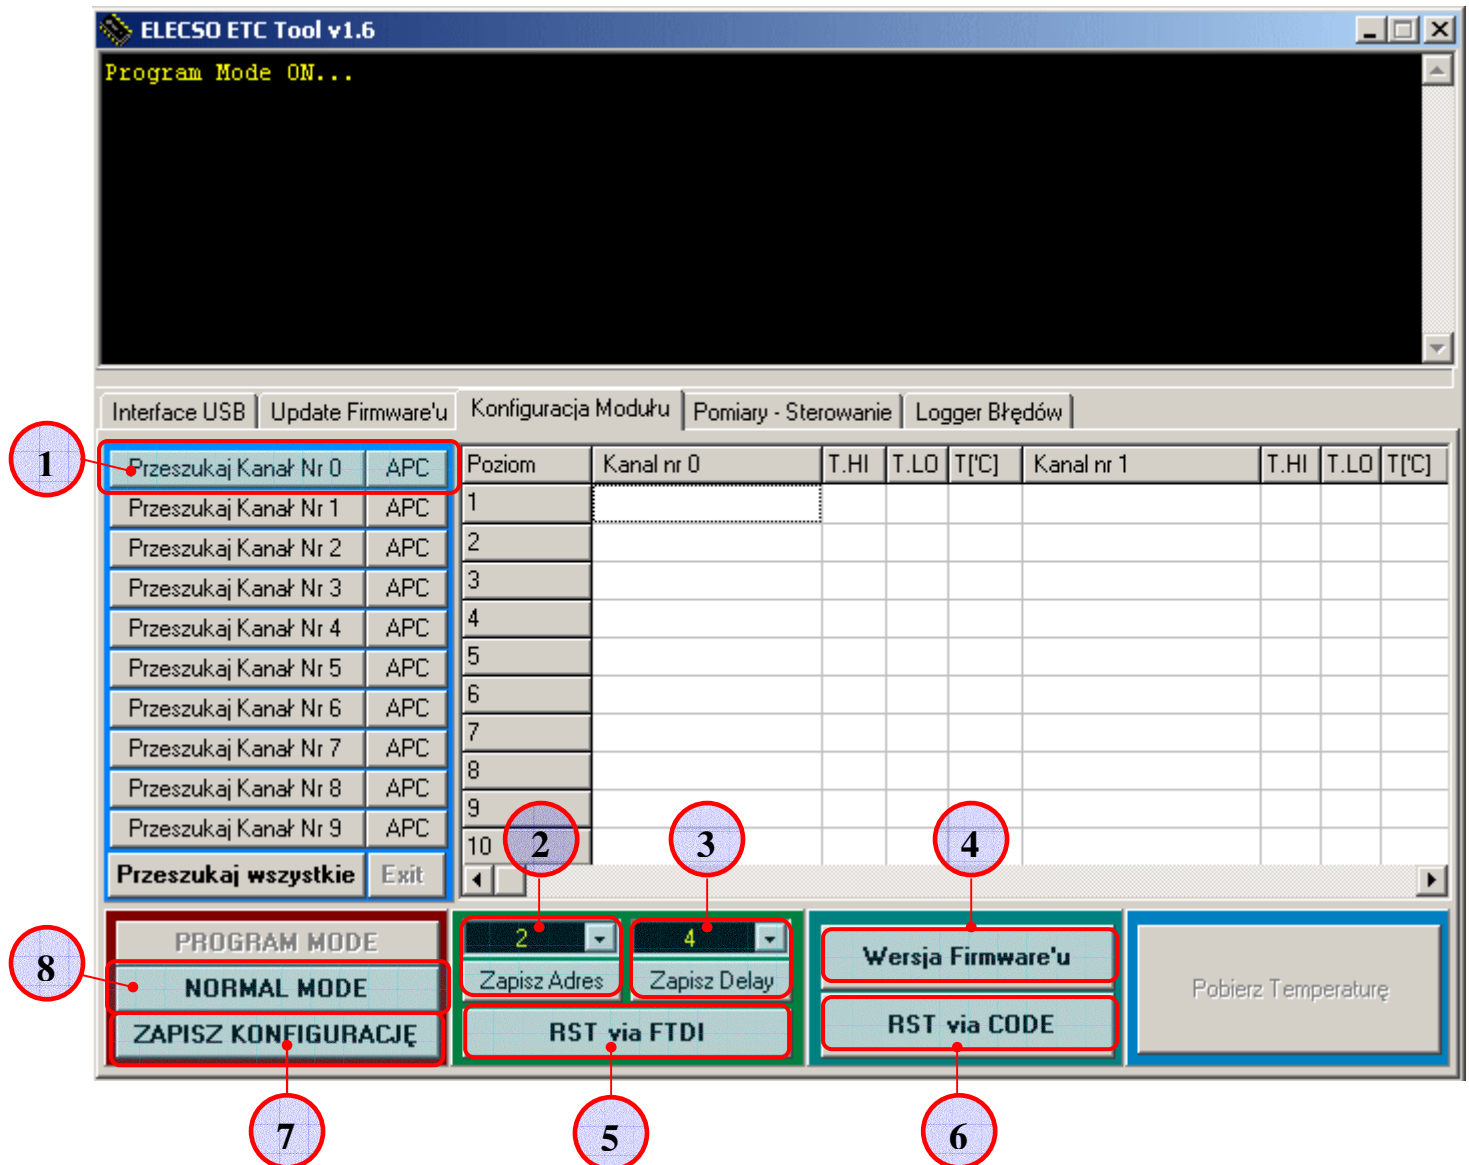 ELECSO ETC Tool v1.6
Program Mode ON...
Interface USB Update Firmware'u Konfiguracja Modułu Pomiary - Sterowanie Logger Błędów
1
Przeszukaj Kanał Nr 0 APC
Przeszukaj Kanał Nr 1 APC
Przeszukaj Kanał Nr 2 APC
Przeszukaj Kanał Nr 3 APC
Przeszukaj Kanał Nr 4 APC
Przeszukaj Kanał Nr 5 APC
Przeszukaj Kanał Nr 6 APC
Przeszukaj Kanał Nr 7 APC
Przeszukaj Kanał Nr 8 APC
Przeszukaj Kanał Nr 9 APC
Przeszukaj wszystkie Exit
Poziom Kanal nr 0 T.HI T.LO T['C] Kanal nr 1 T.HI T.LO T['C]
1
2
3
4
5
6
7
8
9
10
2 3 4
8
PROGRAM MODE
NORMAL MODE
ZAPISZ KONFIGURACJĘ
2 4
Zapisz Adres Zapisz Delay
RST via FTDI
Wersja Firmware'u
RST via CODE
Pobierz Temperaturę
7 5 6